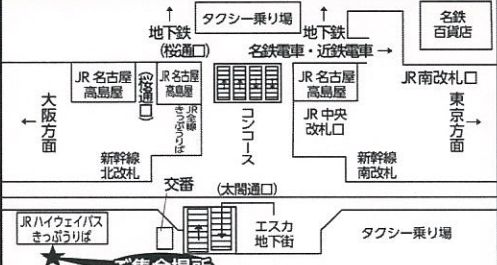 ↑
地下鉄
(桜通口)
タクシー乗り場
↑
地下鉄
名鉄電車・近鉄電車 →
名鉄
百貨店
JR 名古屋
高島屋
(桜通口)
JR 名古屋
高島屋
JR 名古屋
高島屋
JR 南改札口
大阪方面
←
JR全線
きっぷうりば
コンコース
JR 中央
改札口
東京方面
→
新幹線
北改札
新幹線
南改札
交番
(太閤通口)
JRハイウェイバス
きっぷうりば
エスカ
地下街
タクシー乗り場
ご集合場所